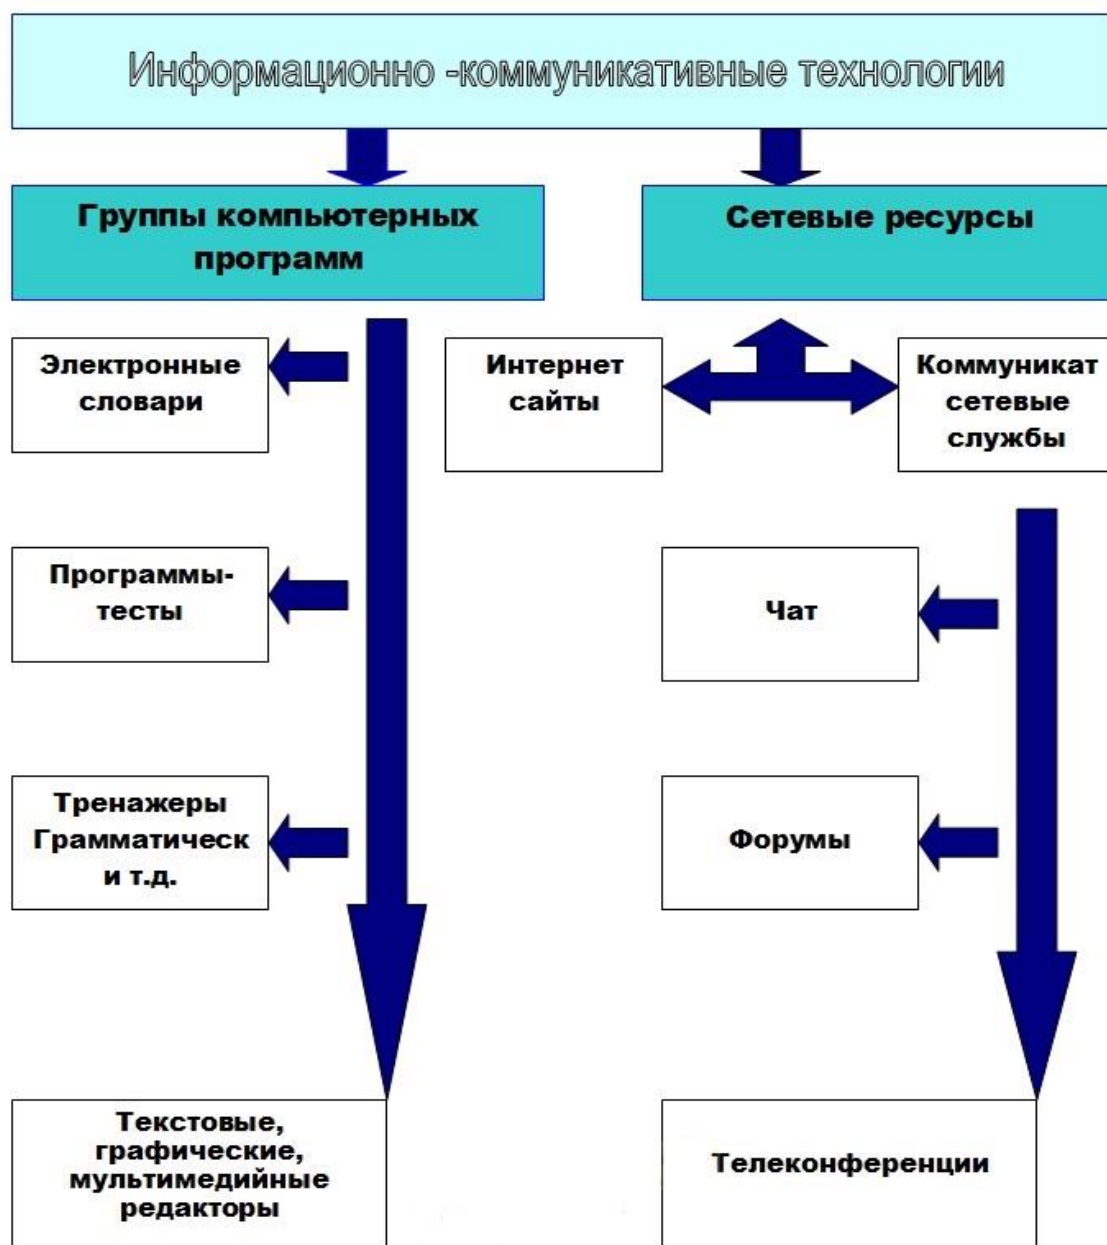 Информационно -коммуникативные технологии
Группы компьютерных
программ
Сетевые ресурсы
Электронные
словари
Интернет
сайты
Коммуникат
сетевые
службы
Программы-
тесты
Чат
Тренажеры
Грамматическ
и т.д.
Форумы
Текстовые,
графические,
мультимедийные
редакторы
Телеконференции